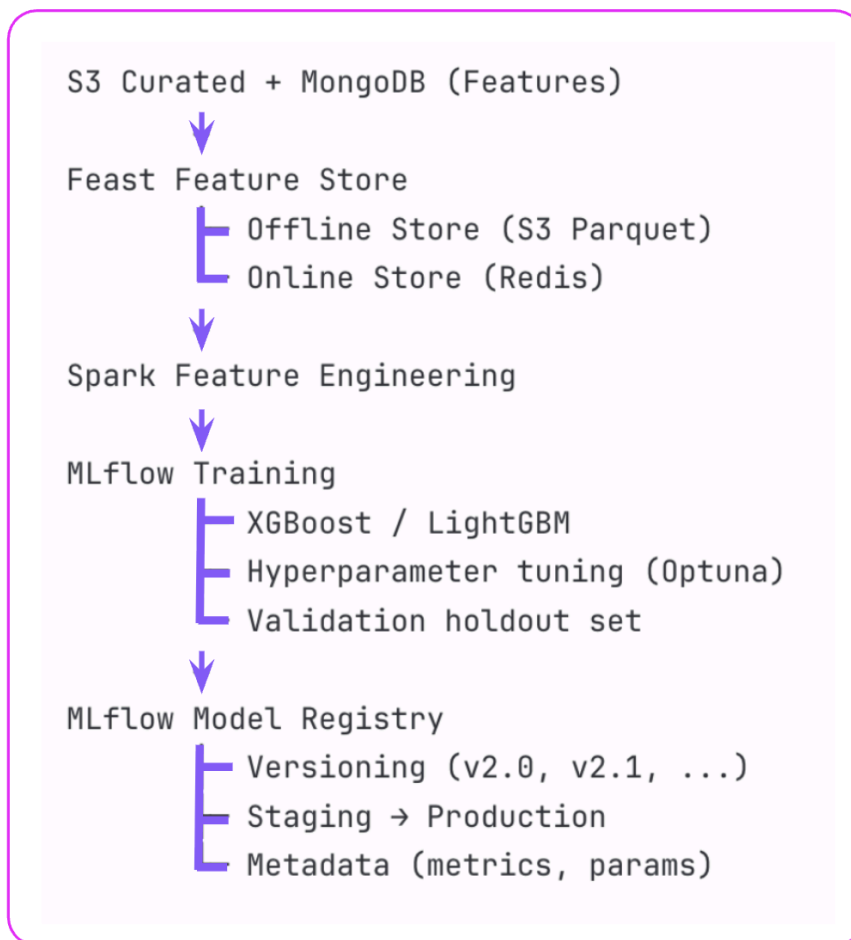 S3 Curated + MongoDB (Features)
Feast Feature Store
Offline Store (S3 Parquet)
Online Store (Redis)
Spark Feature Engineering
MLflow Training
XGBoost / LightGBM
Hyperparameter tuning (Optuna)
Validation holdout set
MLflow Model Registry
Versioning (v2.0, v2.1, ...)
Staging → Production
Metadata (metrics, params)